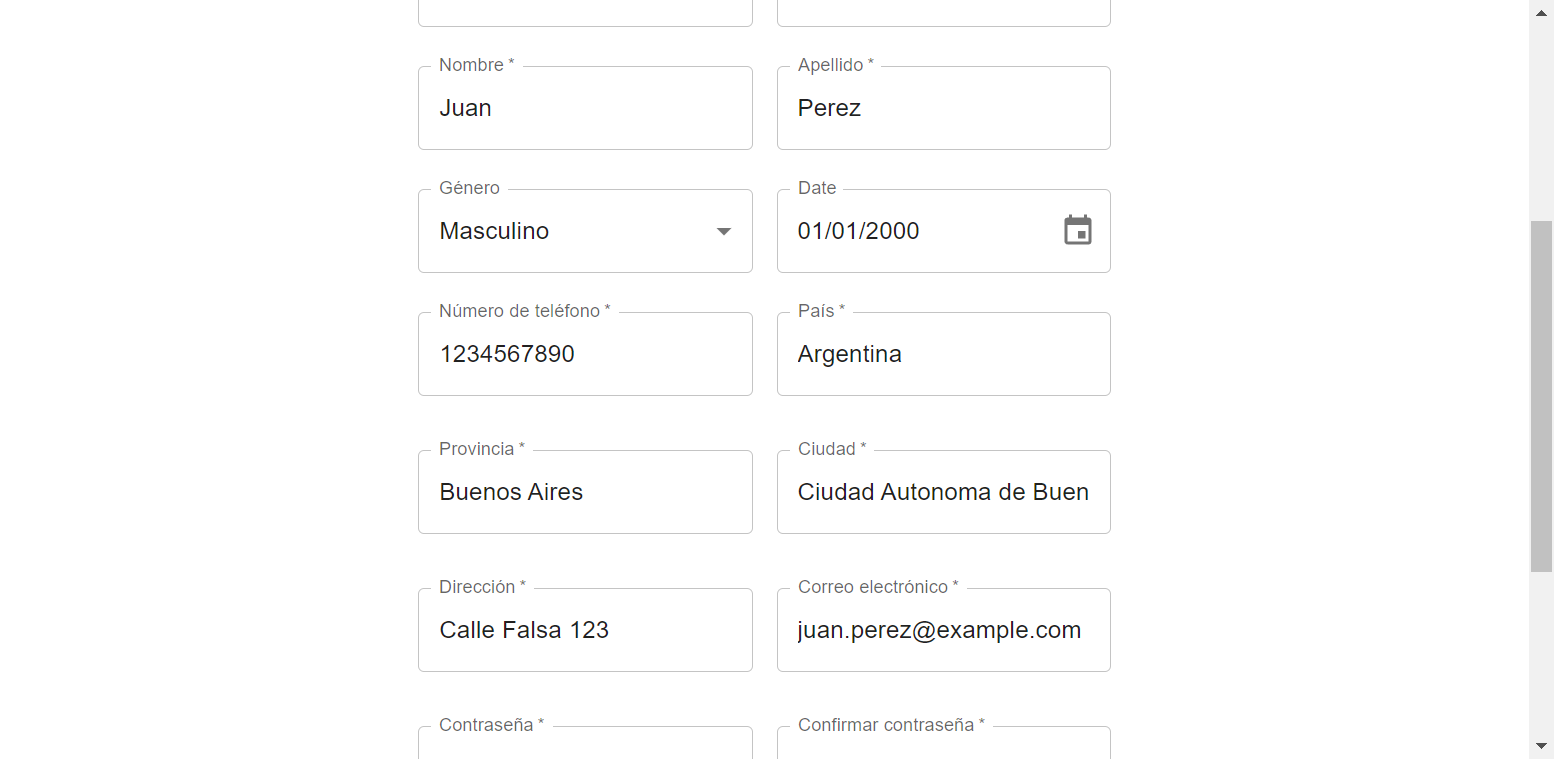 Nombre * Apellido *
Juan Perez
Género Date
Masculino 01/01/2000
Número de teléfono * País *
1234567890 Argentina
Provincia * Ciudad *
Buenos Aires Ciudad Autonoma de Buen
Dirección * Correo electrónico *
Calle Falsa 123 juan.perez@example.com
Contraseña * Confirmar contraseña *